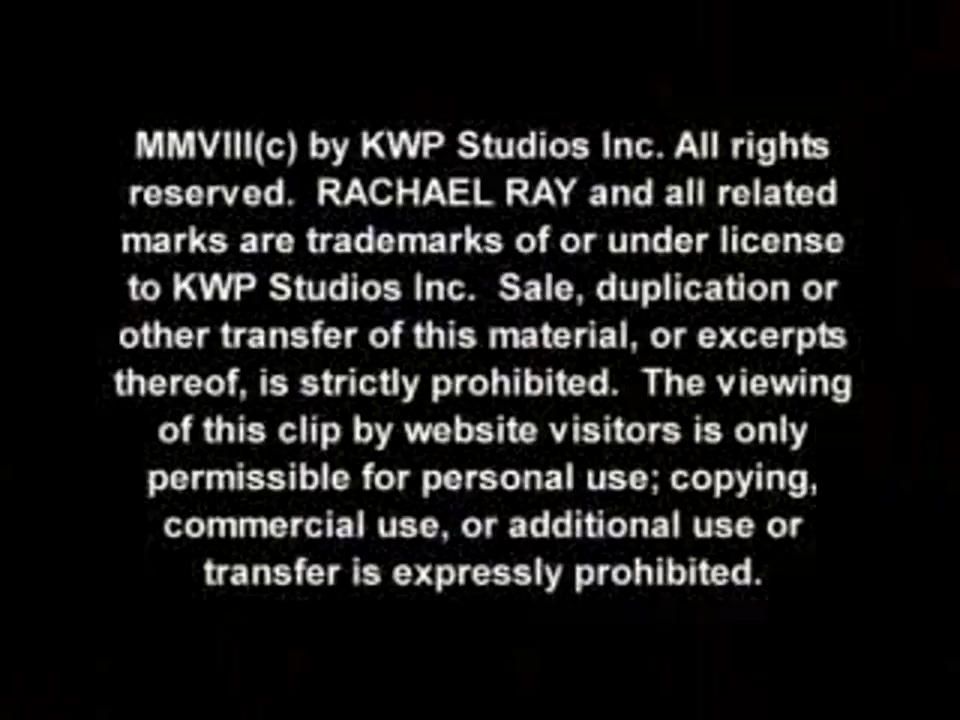 MMVIII(c) by KWP Studios Inc. All rights
reserved.  RACHAEL RAY and all related
marks are trademarks of or under license
to KWP Studios Inc.  Sale, duplication or
other transfer of this material, or excerpts
thereof, is strictly prohibited.  The viewing
of this clip by website visitors is only
permissible for personal use; copying,
commercial use, or additional use or
transfer is expressly prohibited.